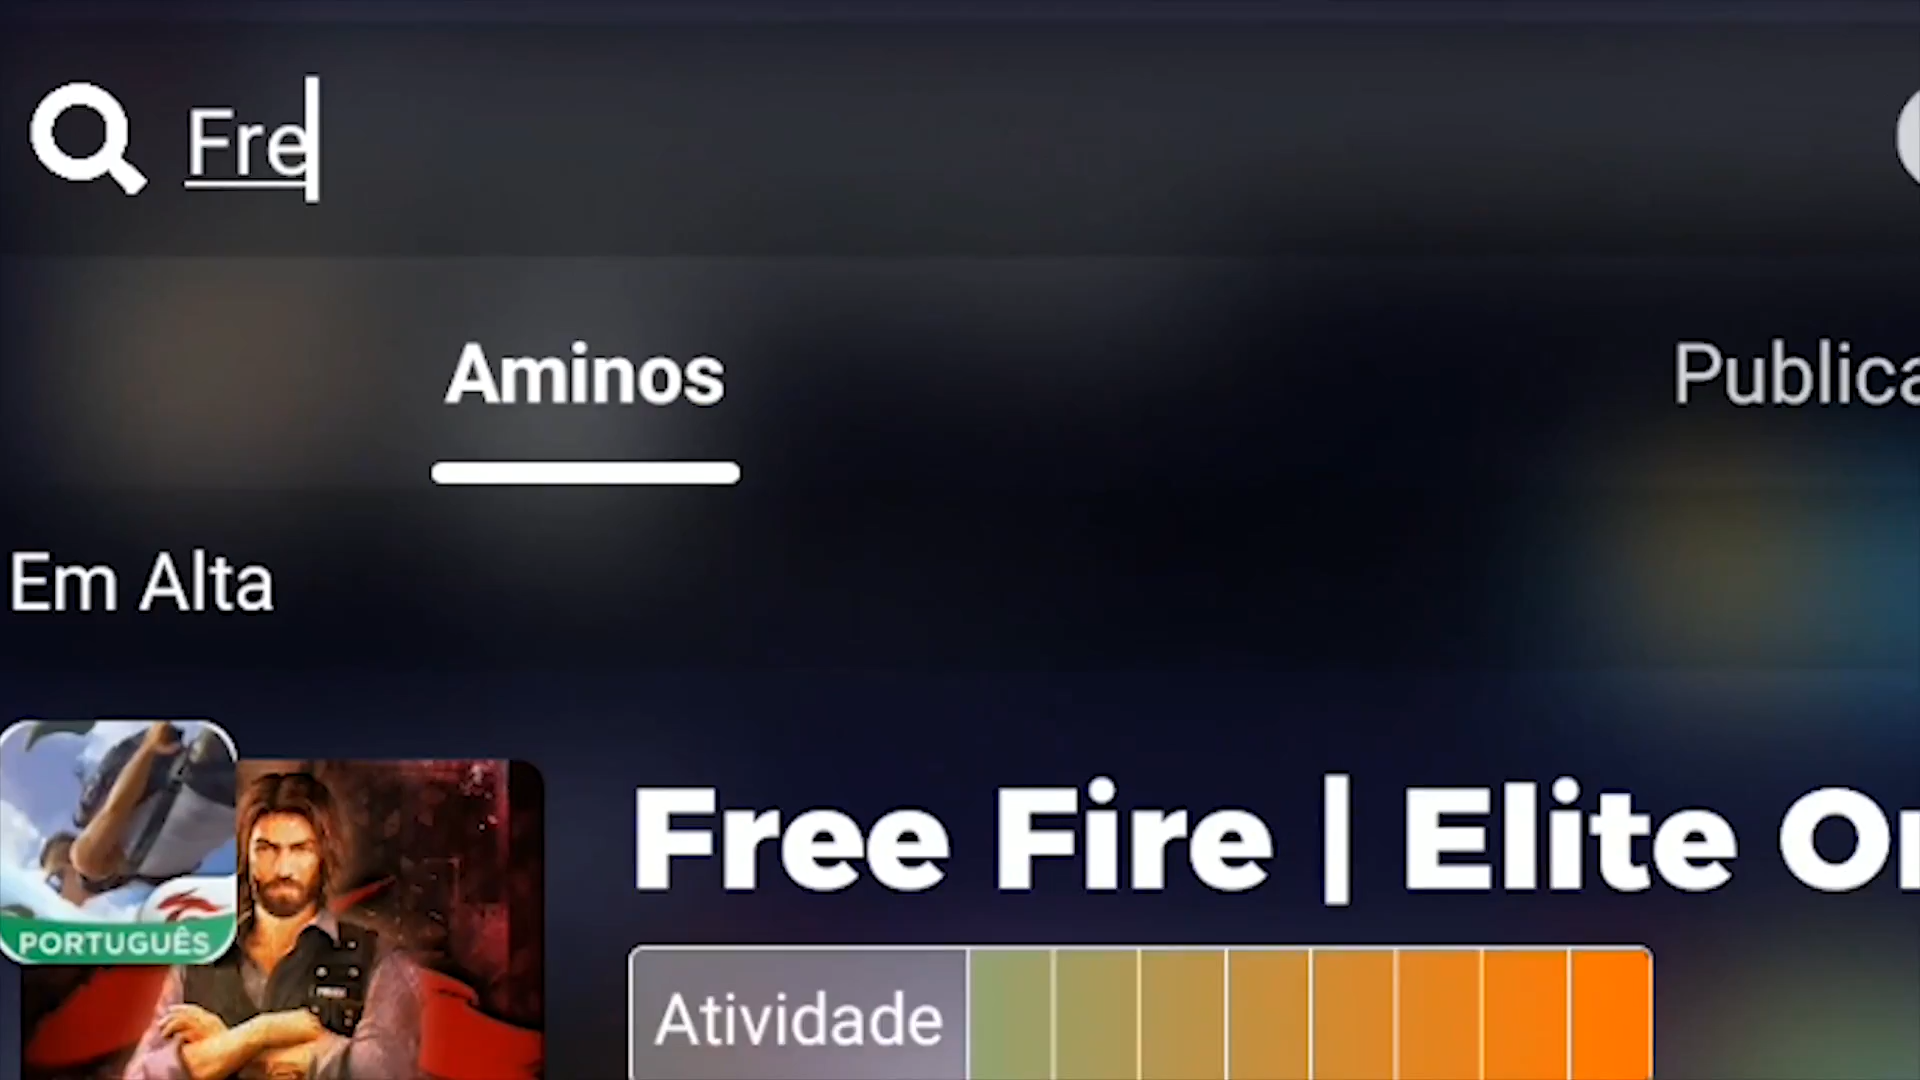 Fre
Aminos
Em Alta
PORTUGUÊS
Free Fire | Elite
Atividade